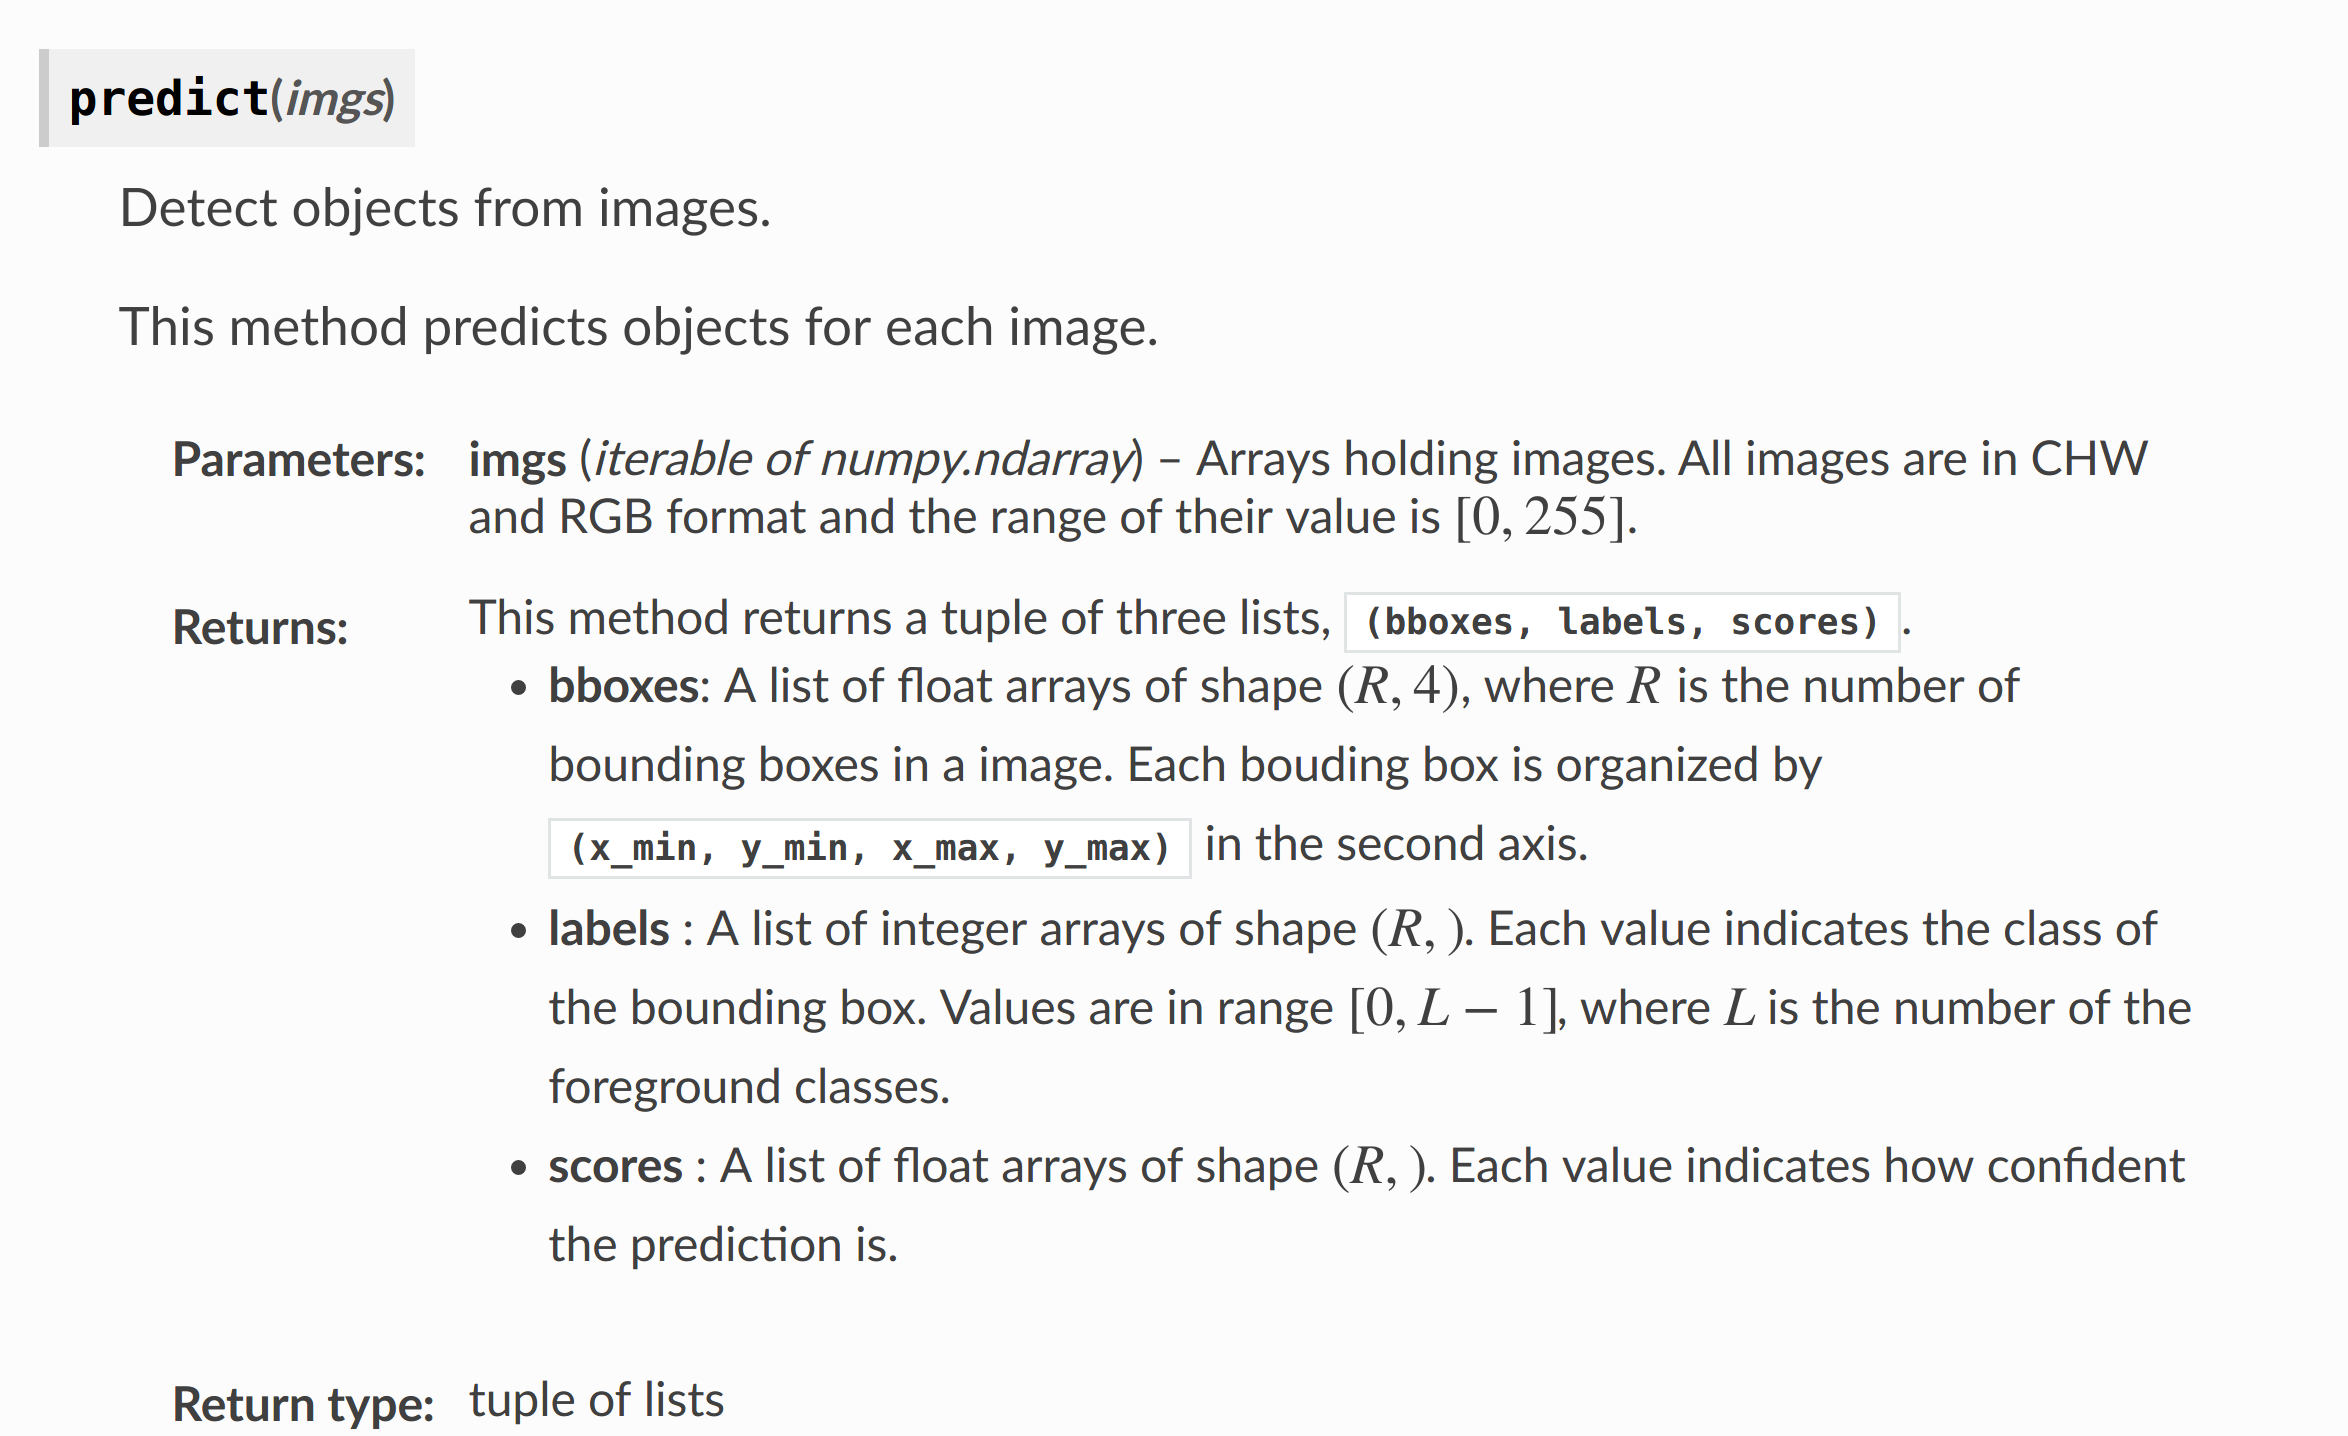 predict(imgs)
Detect objects from images.
This method predicts objects for each image.
Parameters: imgs (iterable of numpy.ndarray) – Arrays holding images. All images are in CHW
and RGB format and the range of their value is [0, 255].
Returns: This method returns a tuple of three lists, (bboxes, labels, scores) .
• bboxes: A list of float arrays of shape (R, 4), where R is the number of
bounding boxes in a image. Each bouding box is organized by
(x_min, y_min, x_max, y_max) in the second axis.
• labels : A list of integer arrays of shape (R, ). Each value indicates the class of
the bounding box. Values are in range [0, L − 1], where L is the number of the
foreground classes.
• scores : A list of float arrays of shape (R, ). Each value indicates how confident
the prediction is.
Return type: tuple of lists